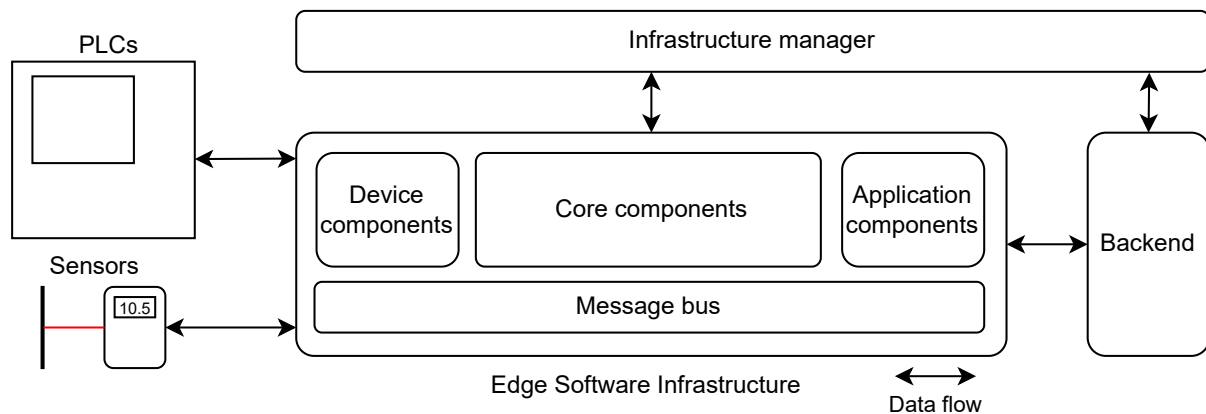 Infrastructure manager
PLCs
Device
components
Core components
Application
components
Backend
Sensors
10.5
Message bus
Edge Software Infrastructure
Data flow